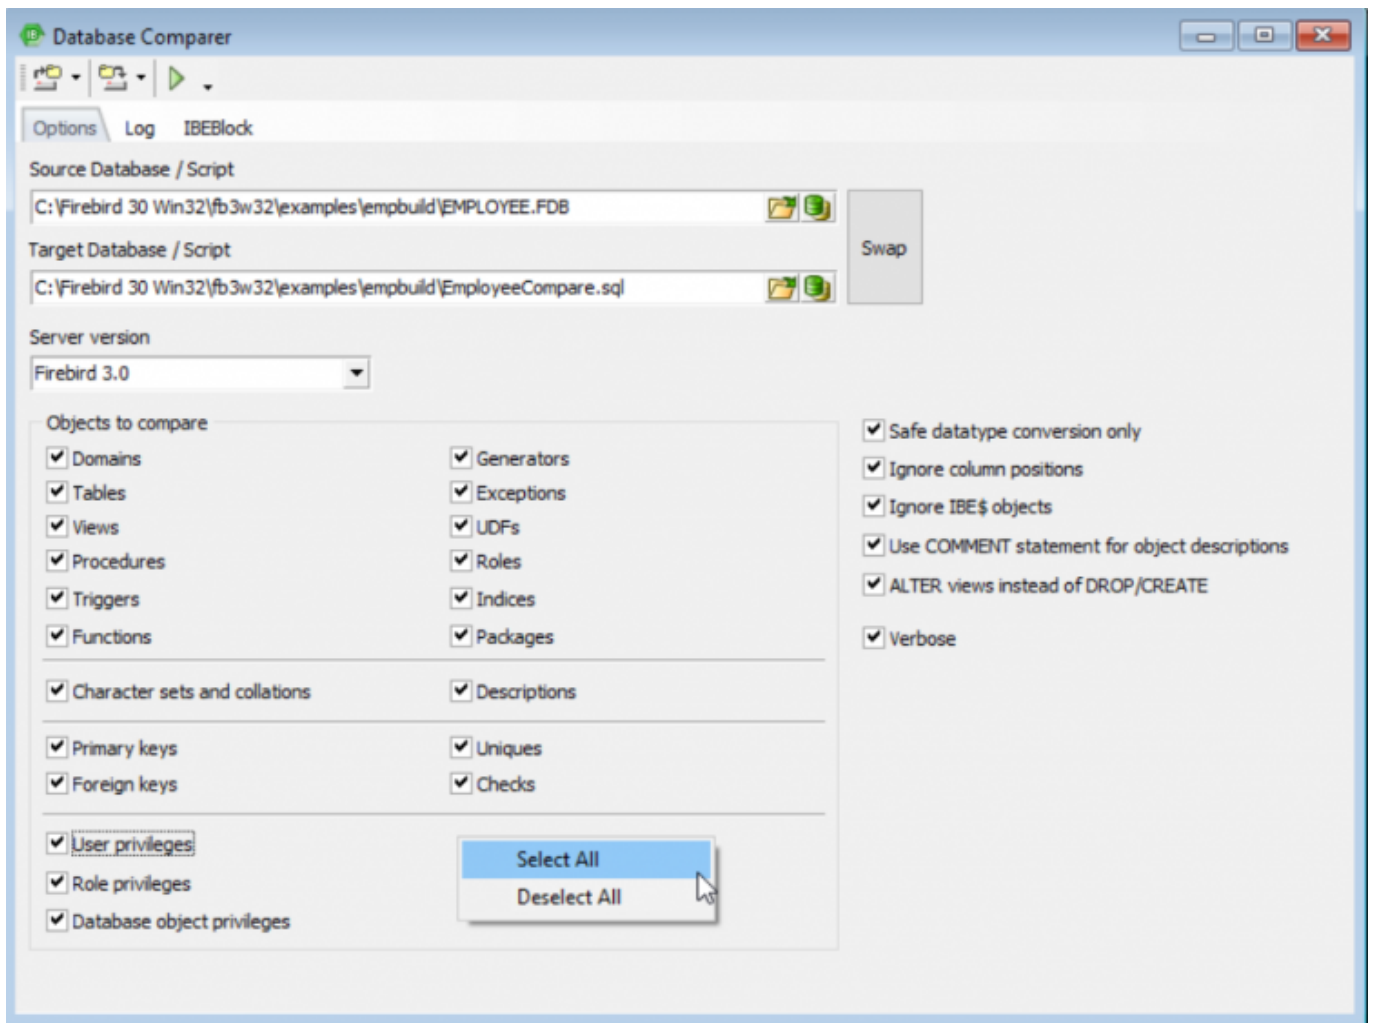 Database Comparer
Options Log IBEBlock
Source Database / Script
C:\Firebird 30 Win32\fb3w32\examples\empbuild\EMPLOYEE.FDB
Swap
Target Database / Script
C:\Firebird 30 Win32\fb3w32\examples\empbuild\EmployeeCompare.sql
Server version
Firebird 3.0
Objects to compare
Domains
Generators
Tables
Exceptions
Views
UDFs
Procedures
Roles
Triggers
Indices
Functions
Packages
Character sets and collations
Descriptions
Primary keys
Uniques
Foreign keys
Checks
User privileges
Role privileges
Database object privileges
Select All
Deselect All
Safe datatype conversion only
Ignore column positions
Ignore IBE$ objects
Use COMMENT statement for object descriptions
ALTER views instead of DROP/CREATE
Verbose